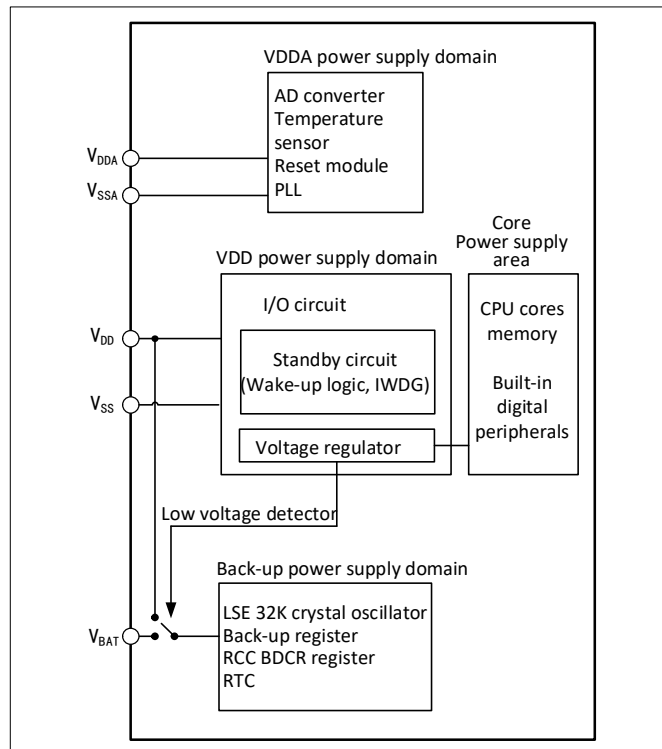 VDDA power supply domain
AD converter
Temperature
sensor
Reset module
PLL
VDDA
VSSA
Core
Power supply
area
VDD power supply domain
I/O circuit
CPU cores
memory
VDD
Standby circuit
(Wake-up logic, IWDG)
Built-in
digital
peripherals
VSS
Voltage regulator
Low voltage detector
Back-up power supply domain
LSE 32K crystal oscillator
Back-up register
RCC BDCR register
RTC
VBAT